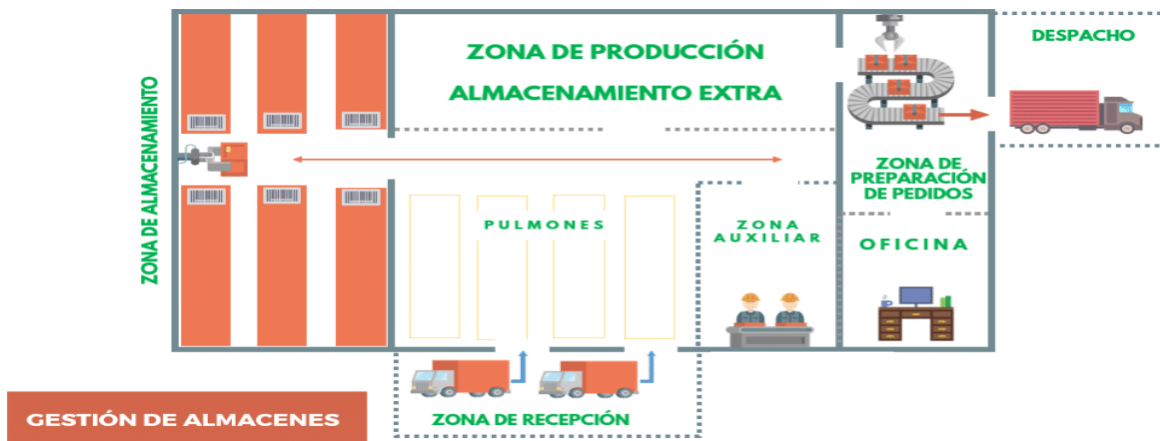 ZONA DE PRODUCCIÓN
ALMACENAMIENTO EXTRA
DESPACHO
ZONA DE ALMACENAMIENTO
ZONA DE
PREPARACIÓN
DE PEDIDOS
PULMONES
ZONA
AUXILIAR
OFICINA
ZONA DE RECEPCIÓN
GESTIÓN DE ALMACENES